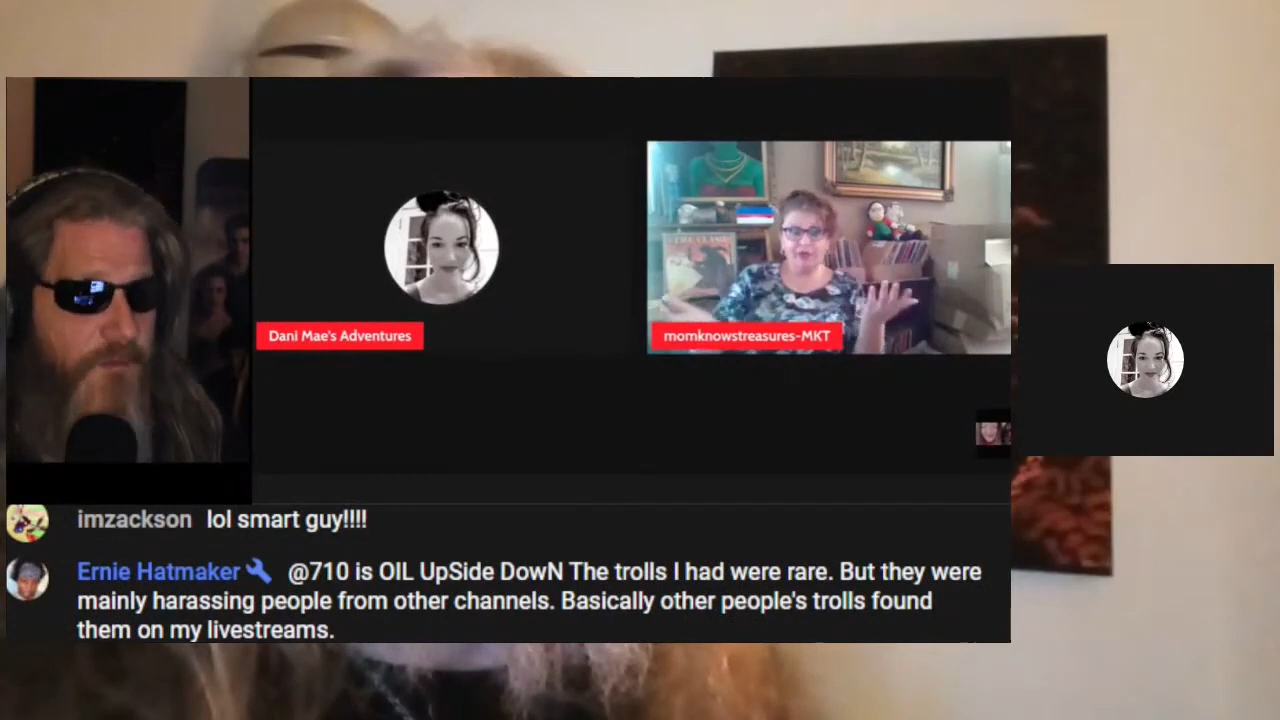 THE CLASH
Dani Mae's Adventures
momknowstreasures-MKT
imzackson lol smart guy!!!!
Ernie Hatmaker @710 is OIL UpSide DowN The trolls I had were rare. But they were
mainly harassing people from other channels. Basically other people's trolls found
them on my livestreams.